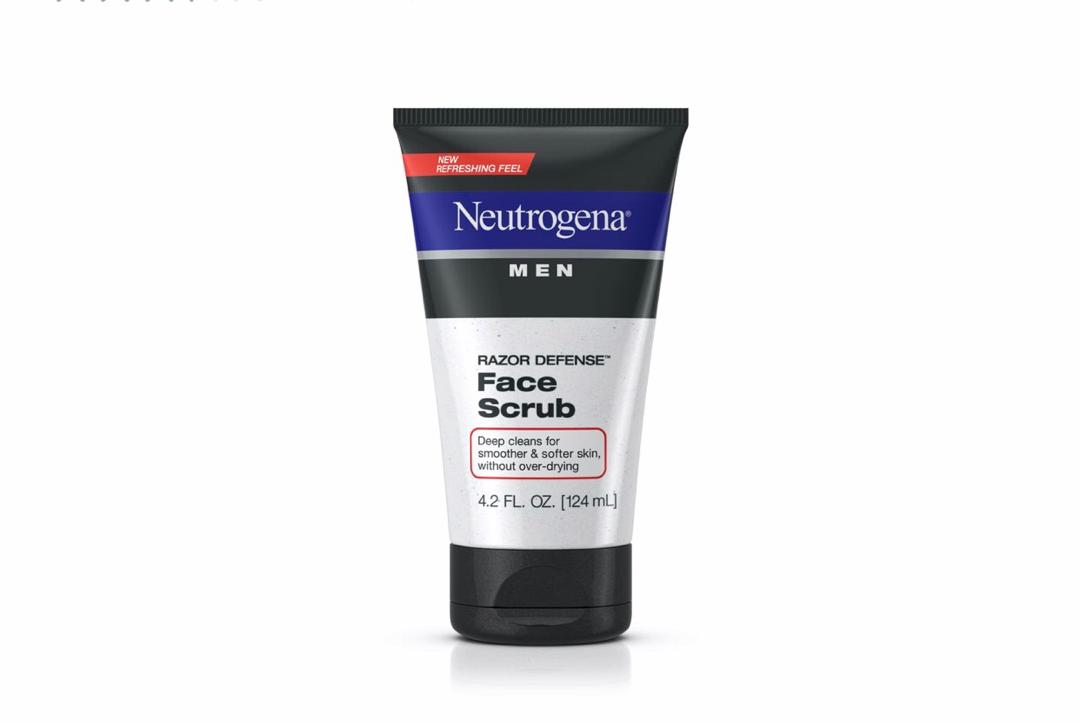 NEW
REFRESHING FEEL
Neutrogena®
MEN
RAZOR DEFENSE™
Face
Scrub
Deep cleans for
smoother & softer skin,
without over-drying
4.2 FL. OZ. [124 mL]